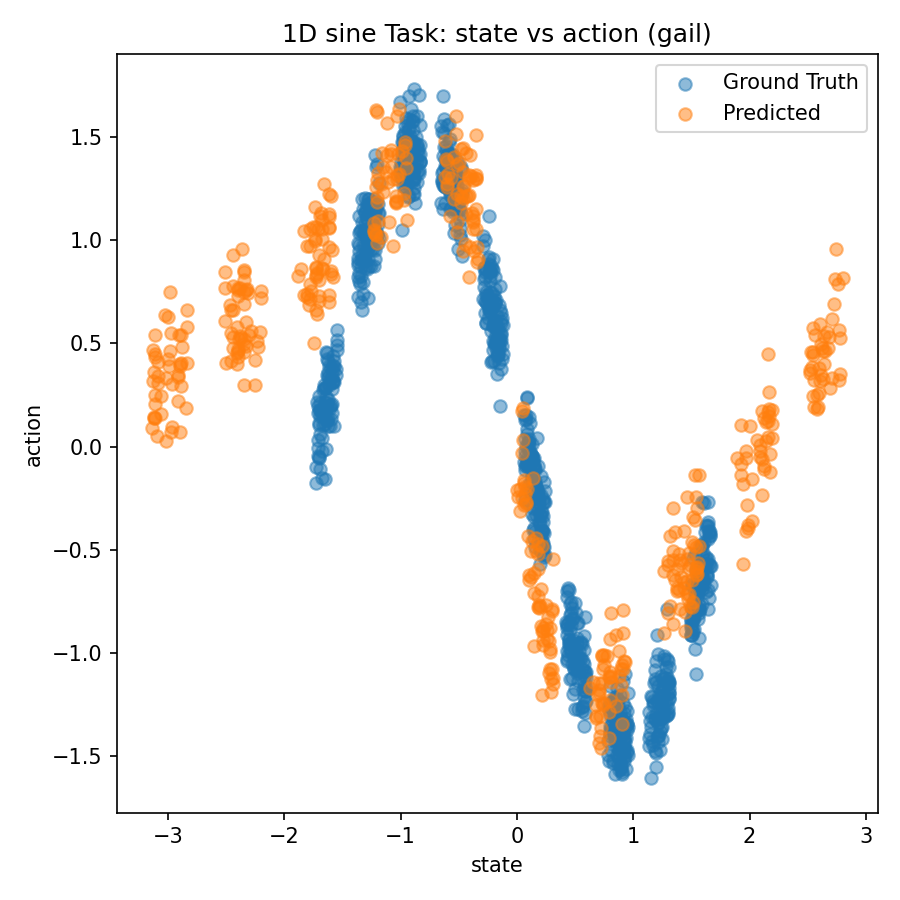 1D sine Task: state vs action (gail)
Ground Truth
Predicted
1.5
1.0
0.5
0.0
−0.5
−1.0
−1.5
action
−3 −2 −1 0 1 2 3
state